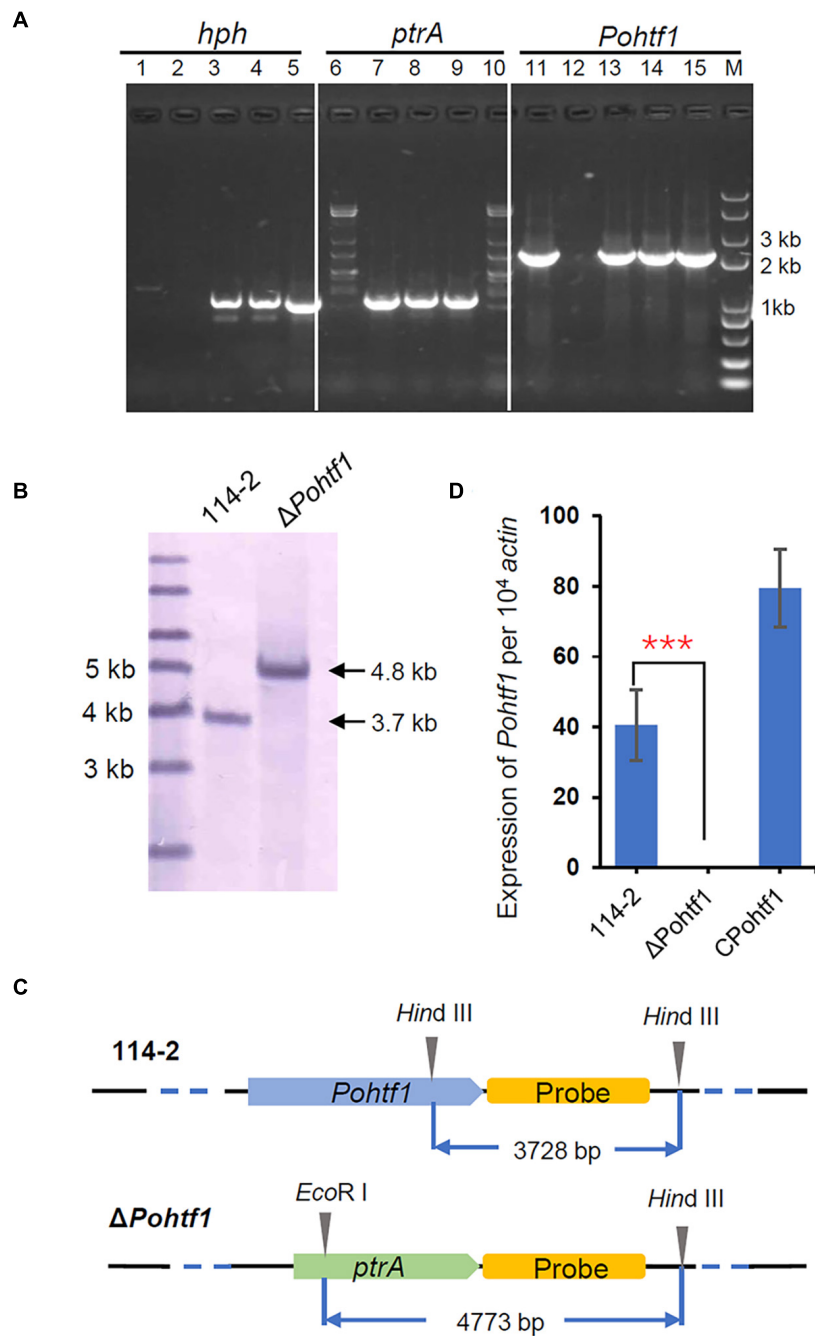 A
hph ptrA Pohtf1
1 2 3 4 5 6 7 8 9 10 11 12 13 14 15 M
3 kb
2 kb
1kb
B
114-2 ΔPohtf1
5 kb
4 kb
3 kb
4.8 kb
3.7 kb
D
Expression of Pohtf1 per 10⁴ actin
100
80
60
40
20
0
***
114-2 ΔPohtf1 CPohtf1
C
114-2
Hind III Hind III
Pohtf1 Probe
3728 bp
ΔPohtf1
EcoR I Hind III
ptrA Probe
4773 bp